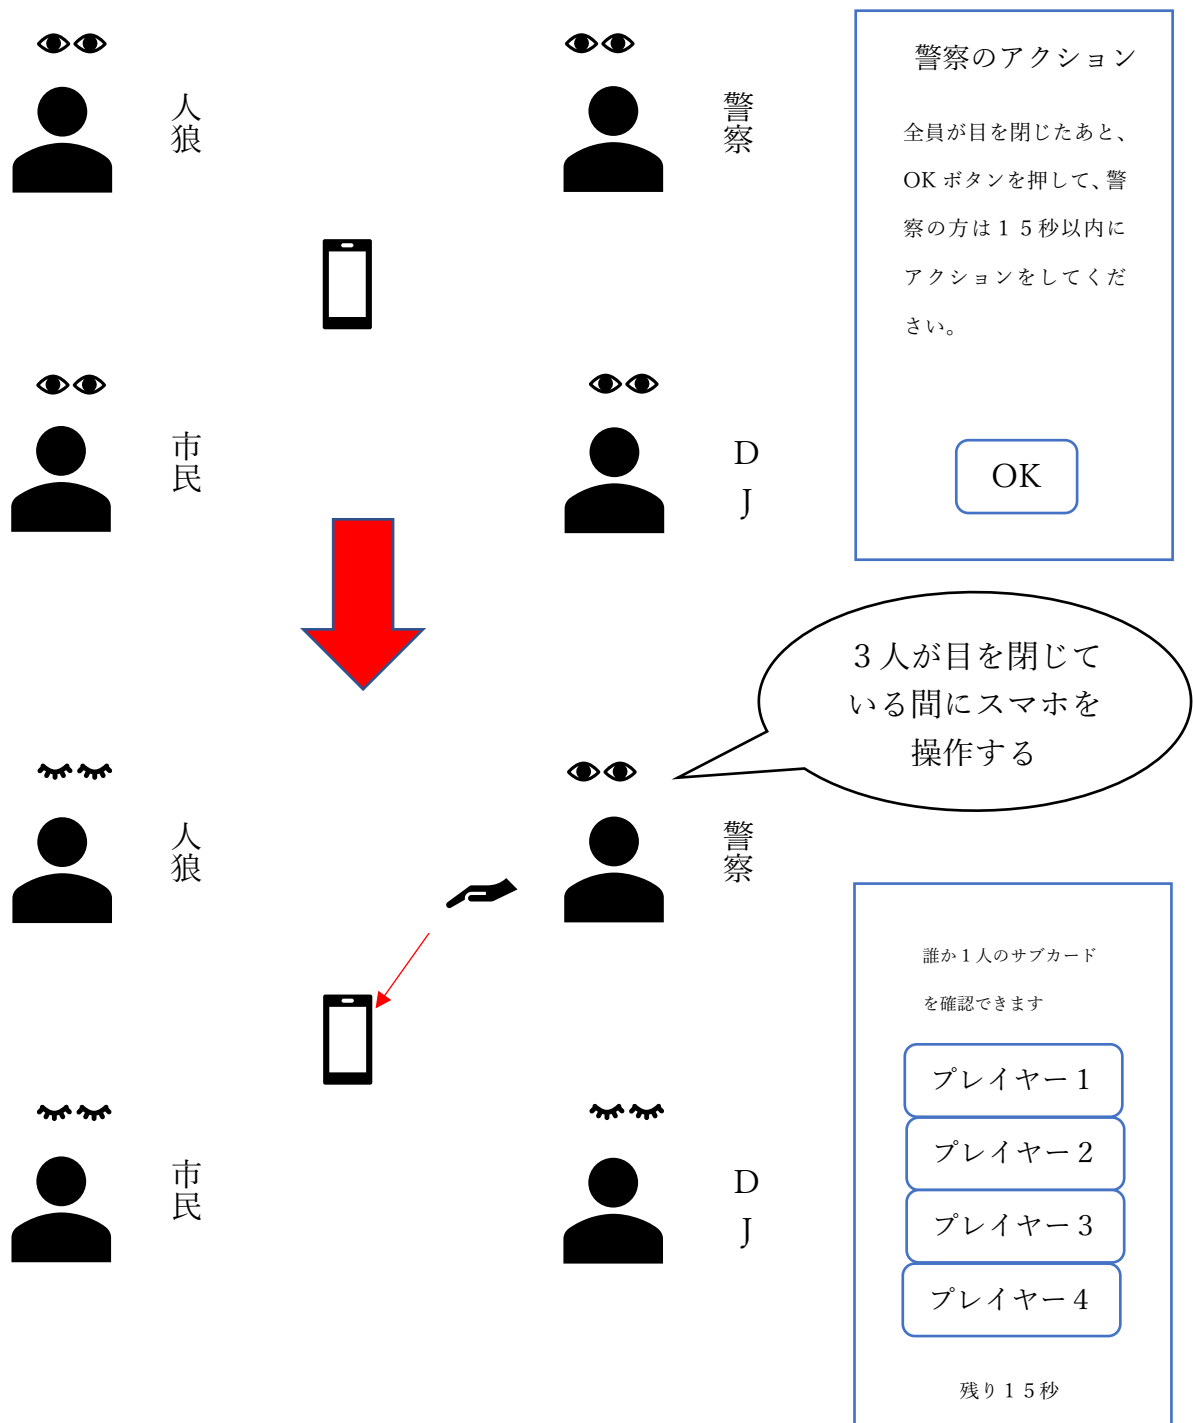 人狼
警察
警察のアクション
全員が目を閉じたあと、
OK ボタンを押して、警
察の方は１５秒以内に
アクションをしてくだ
さい。
市民
DJ
OK
３人が目を閉じて
いる間にスマホを
操作する
人狼
警察
誰か１人のサブカード
を確認できます
プレイヤー１
プレイヤー２
プレイヤー３
プレイヤー４
市民
DJ
残り１５秒